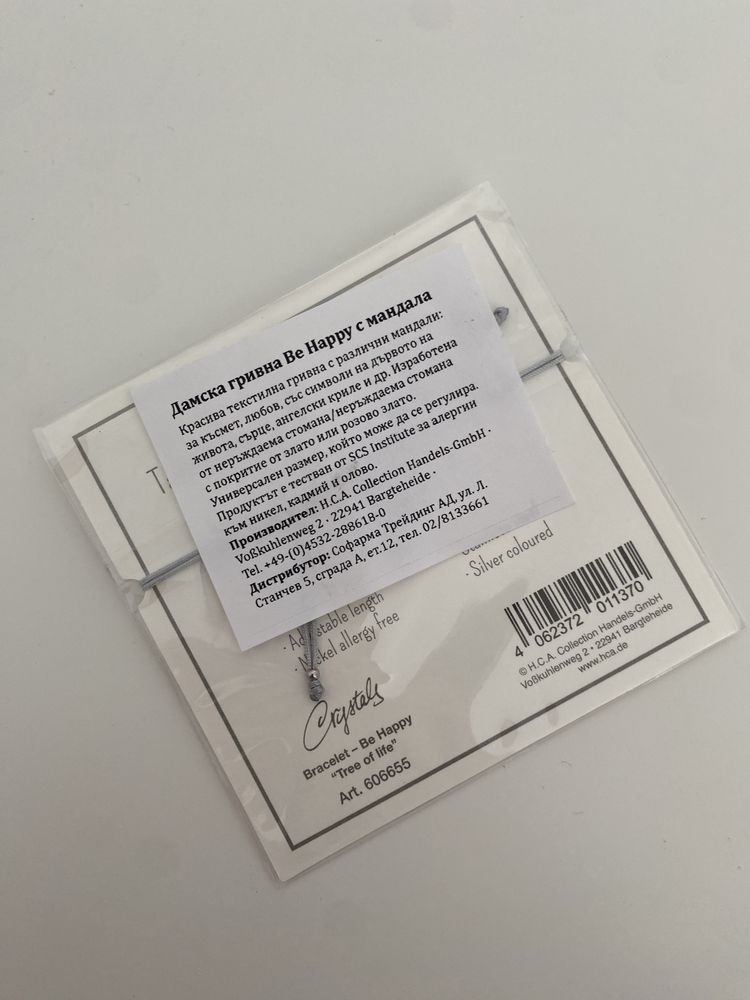 Дамска гривна Be Happy с мандала
Красива текстилна гривна с различни мандали:
за късмет, любов, със символи на дървото на
живота, сърце, ангелски криле и др. Изработена
от неръждаема стомана/неръждаема стомана
с покритие от злато или розово злато.
Универсален размер, който може да се регулира.
Продуктът е тестван от SCS Institute за алергии
към никел, кадмий и олово.
Производител: H.C.A. Collection Handels-GmbH ·
Voßkuhlenweg 2 · 22941 Bargteheide ·
Tel. +49-(0)4532-288618-0
Дистрибутор: Софарма Трейдинг АД, ул. Л.
Станчев 5, сграда А, ет.12, тел. 02/8133661
· Silver coloured
· Adjustable length
· Nickel allergy free
4 062372 011370
© H.C.A. Collection Handels-GmbH
Voßkuhlenweg 2 • 22941 Bargteheide
www.hca.de
Crystals
Bracelet – Be Happy
"Tree of life"
Art. 606655